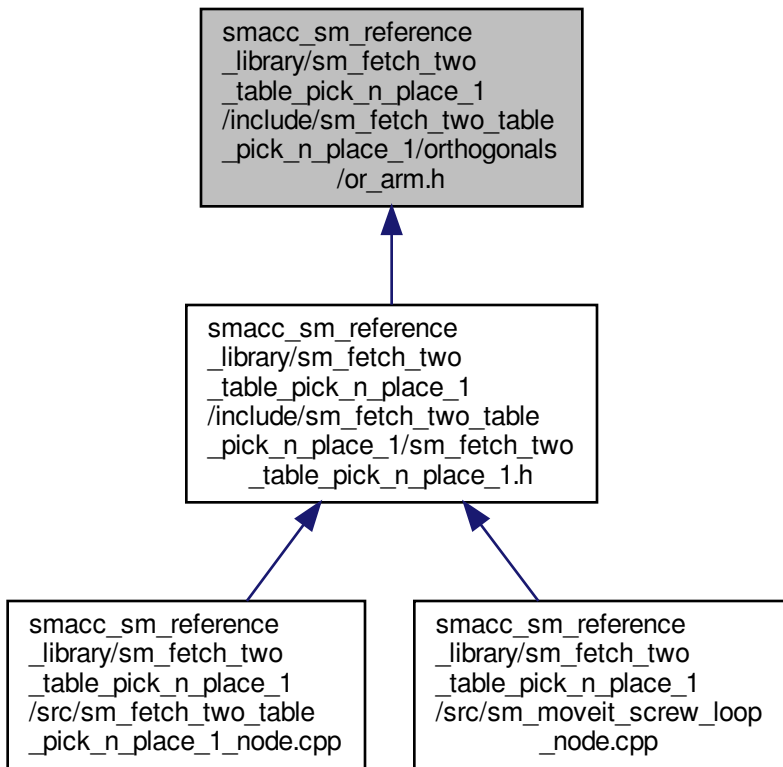 smacc_sm_reference
_library/sm_fetch_two
_table_pick_n_place_1
/include/sm_fetch_two_table
_pick_n_place_1/orthogonals
/or_arm.h
smacc_sm_reference
_library/sm_fetch_two
_table_pick_n_place_1
/include/sm_fetch_two_table
_pick_n_place_1/sm_fetch_two
_table_pick_n_place_1.h
smacc_sm_reference
_library/sm_fetch_two
_table_pick_n_place_1
/src/sm_fetch_two_table
_pick_n_place_1_node.cpp
smacc_sm_reference
_library/sm_fetch_two
_table_pick_n_place_1
/src/sm_moveit_screw_loop
_node.cpp